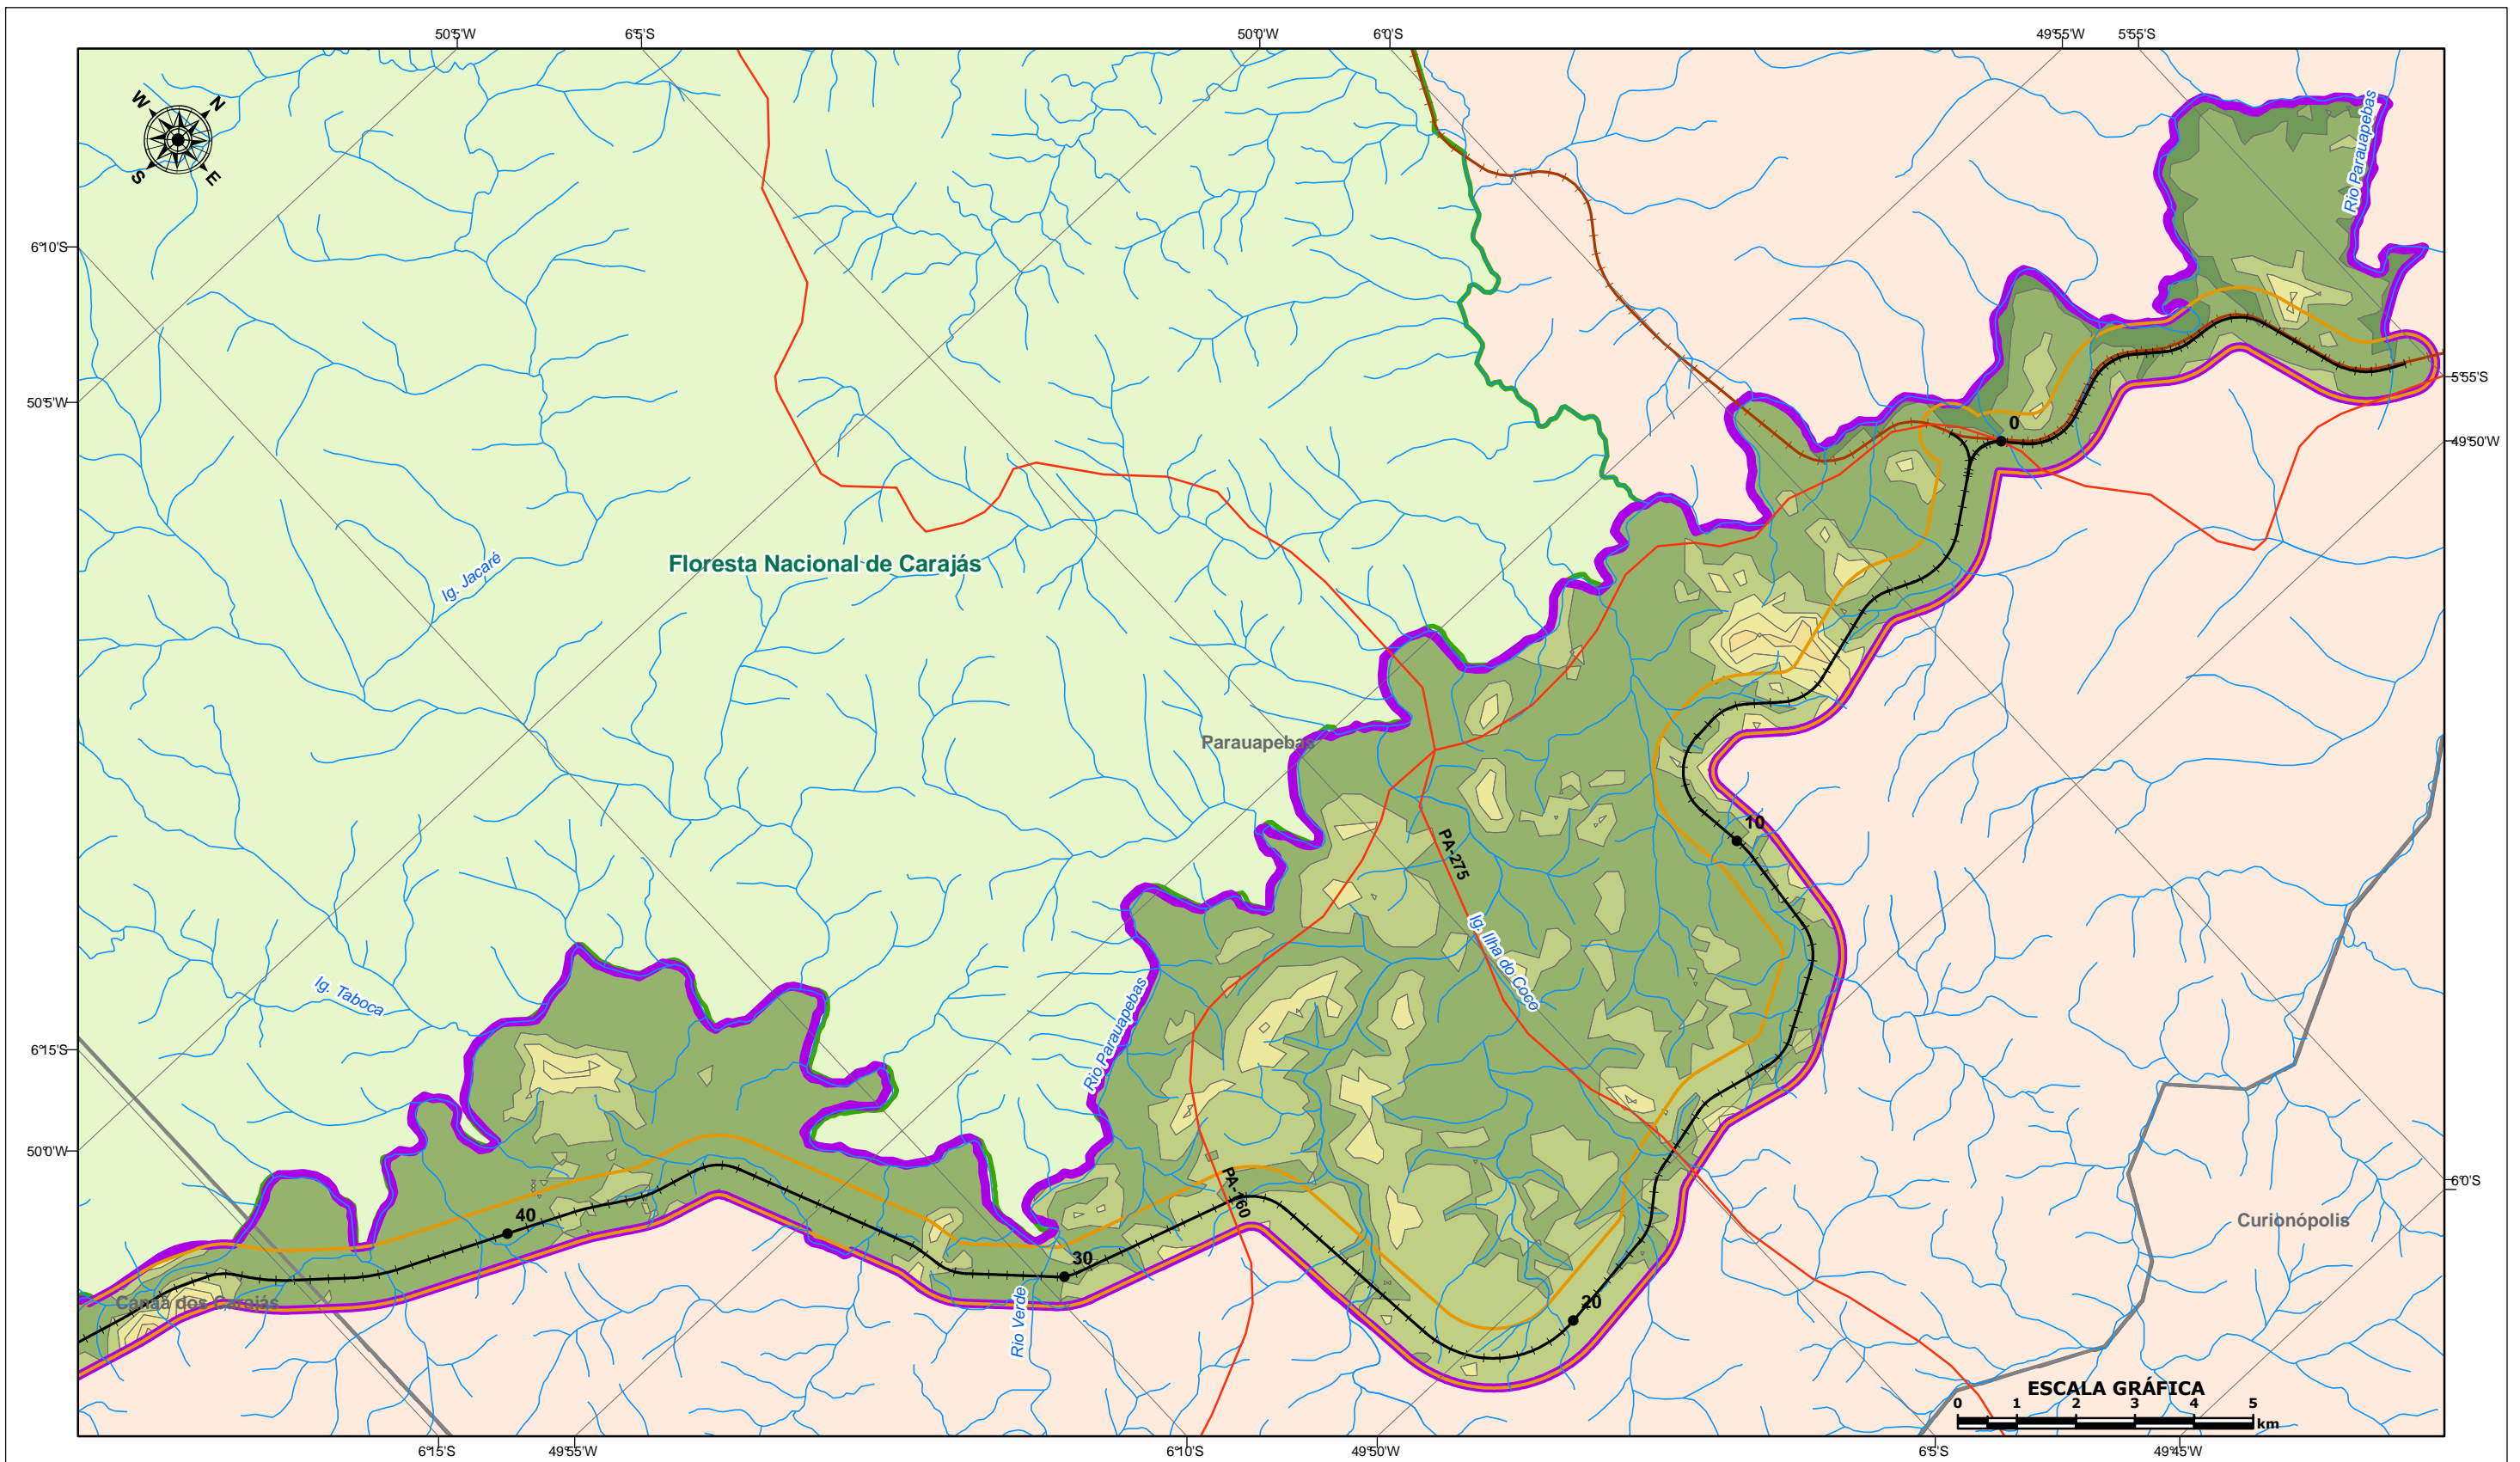 50°5'W
6°5'S
50°0'W
6°0'S
49°55'W
5°55'S
W
N
S
E
Rio Parauapebas
6°10'S
50°5'W
5°55'S
0
49°50'W
Ig. Jacaré
Floresta Nacional de Carajás
Parauapebas
10
PA-275
Ig. Ilha do Coco
Ig. Taboca
Rio Parauapebas
6°15'S
50°0'W
6°0'S
PA-160
40
30
Curionópolis
Canaã dos Carajás
Rio Verde
20
ESCALA GRÁFICA
0 1 2 3 4 5
km
6°15'S
49°55'W
6°10'S
49°50'W
6°5'S
49°45'W